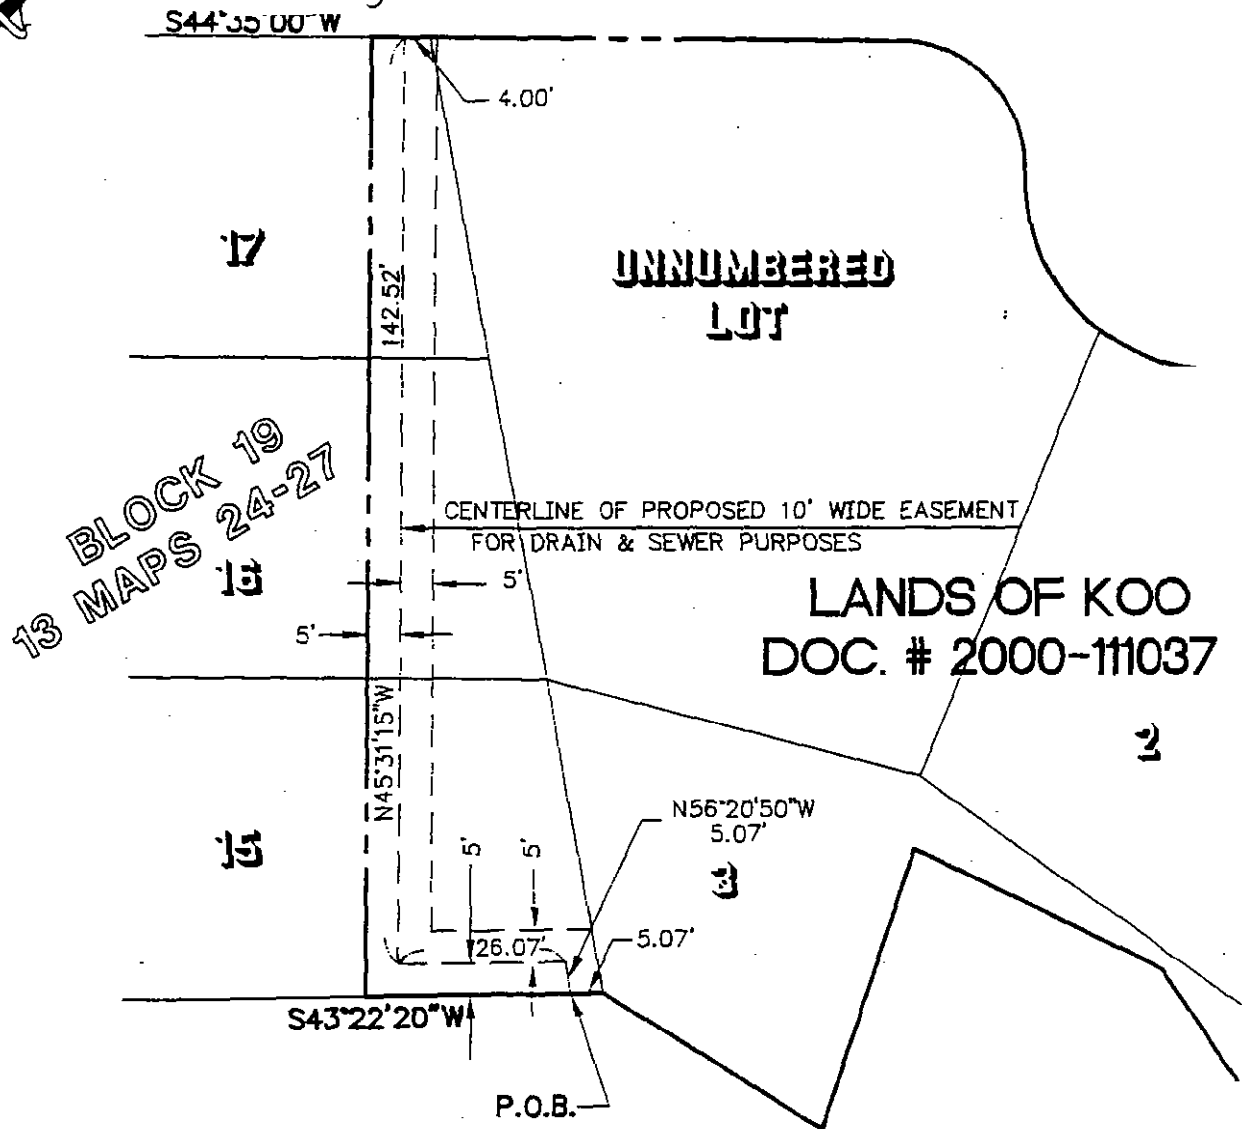 S44°35'00"W
4.00'
17
142.52'
UNNUMBERED
LOT
BLOCK 19
13 MAPS 24-27
CENTERLINE OF PROPOSED 10' WIDE EASEMENT
FOR DRAIN & SEWER PURPOSES
16
5'
5'
LANDS OF KOO
DOC. # 2000-111037
N45°31'15"W
2
N56°20'50"W
5.07'
15
5'
5'
3
26.07'
5.07'
S43°22'20"W
P.O.B.